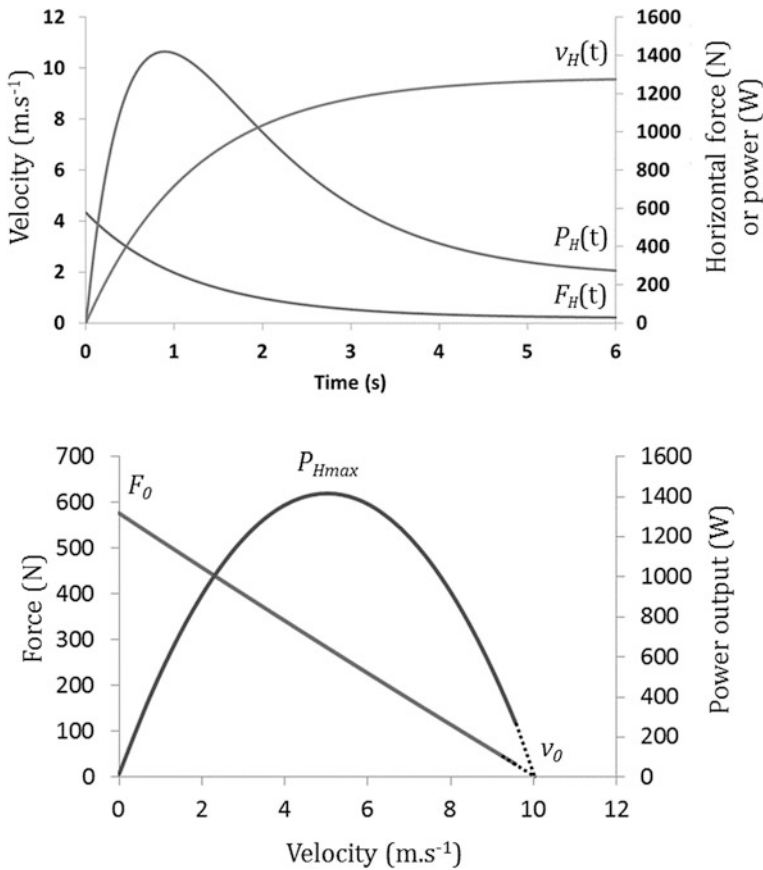 12
10
8
6
4
2
0
Velocity (m.s-1)
1600
1400
1200
1000
800
600
400
200
0
Horizontal force (N)
or power (W)
vH(t)
PH(t)
FH(t)
0 1 2 3 4 5 6
Time (s)
700
600
500
400
300
200
100
0
Force (N)
1600
1400
1200
1000
800
600
400
200
0
Power output (W)
F0
PHmax
v0
0 2 4 6 8 10 12
Velocity (m.s-1)